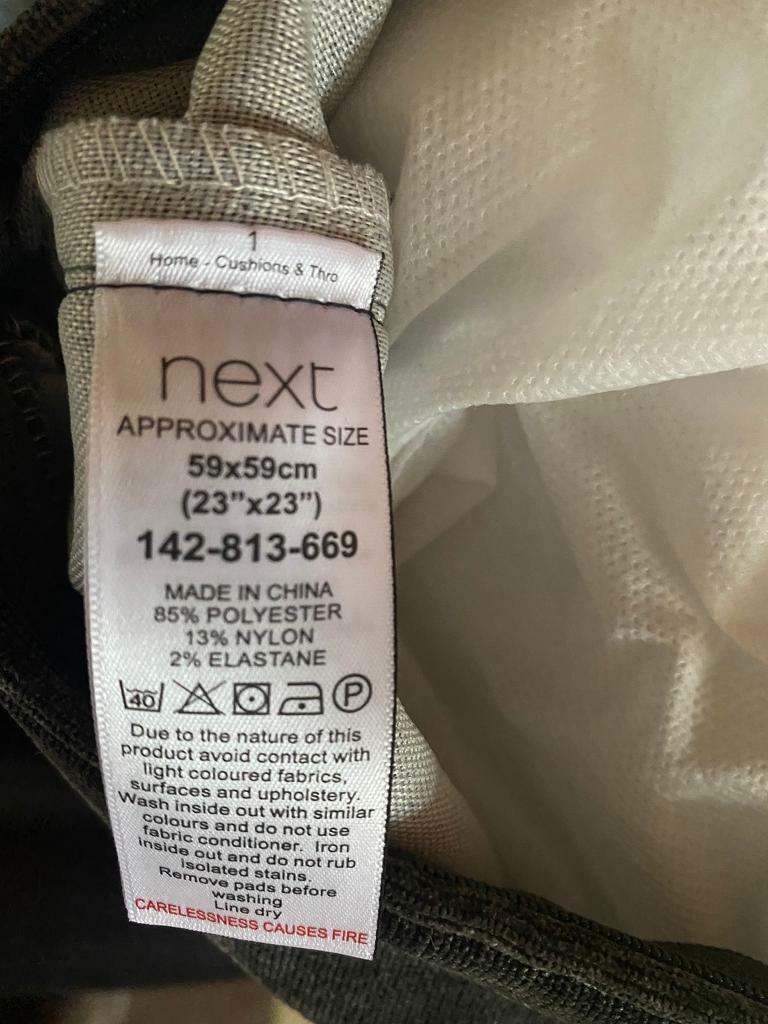 1
Home - Cushions & Thro
next
APPROXIMATE SIZE
59x59cm
(23”x23”)
142-813-669
MADE IN CHINA
85% POLYESTER
13% NYLON
2% ELASTANE
40 P
Due to the nature of this
product avoid contact with
light coloured fabrics,
surfaces and upholstery.
Wash inside out with similar
colours and do not use
fabric conditioner. Iron
inside out and do not rub
isolated stains.
Remove pads before
washing
Line dry
CARELESSNESS CAUSES FIRE